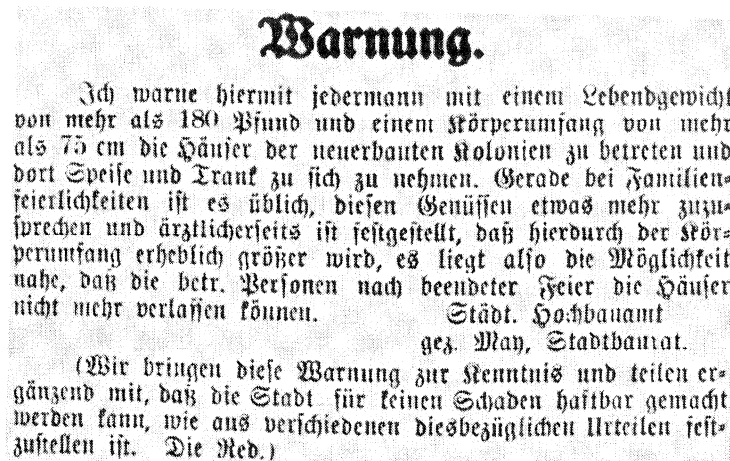 Warnung.
Ich warne hiermit jedermann mit einem Lebendgewicht
von mehr als 180 Pfund und einem Körperumfang von mehr
als 75 cm die Häuser der neuerbauten Kolonien zu betreten und
dort Speise und Trank zu sich zu nehmen. Gerade bei Familien-
feierlichkeiten ist es üblich, diesen Genüssen etwas mehr zuzu-
sprechen und ärztlicherseits ist festgestellt, daß hierdurch der Kör-
perumfang erheblich größer wird, es liegt also die Möglichkeit
nahe, daß die betr. Personen nach beendeter Feier die Häuser
nicht mehr verlassen können. Städt. Hochbauamt
gez. May, Stadtbaurat.
(Wir bringen diese Warnung zur Kenntnis und teilen er-
gänzend mit, daß die Stadt für keinen Schaden haftbar gemacht
werden kann, wie aus verschiedenen diesbezüglichen Urteilen fest-
zustellen ist. Die Red.)